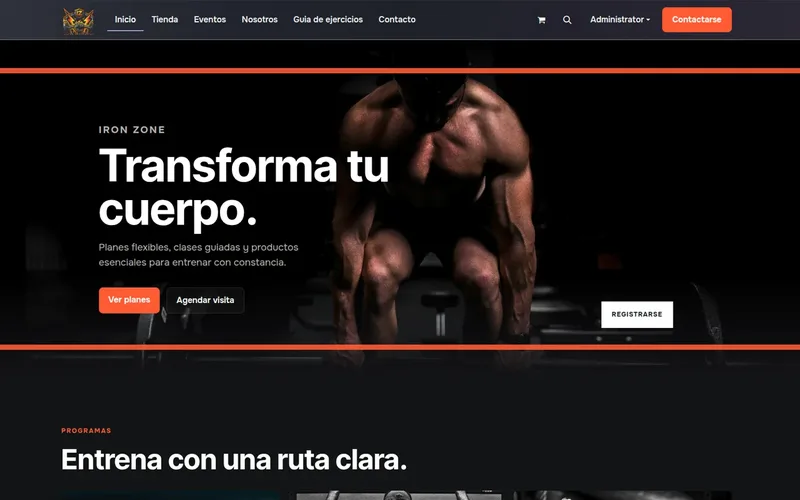 Inicio
Tienda
Eventos
Nosotros
Guia de ejercicios
Contacto
Administrator
Contactarse
IRON ZONE
Transforma tu
cuerpo.
Planes flexibles, clases guiadas y productos
esenciales para entrenar con constancia.
Ver planes
Agendar visita
REGISTRARSE
PROGRAMAS
Entrena con una ruta clara.